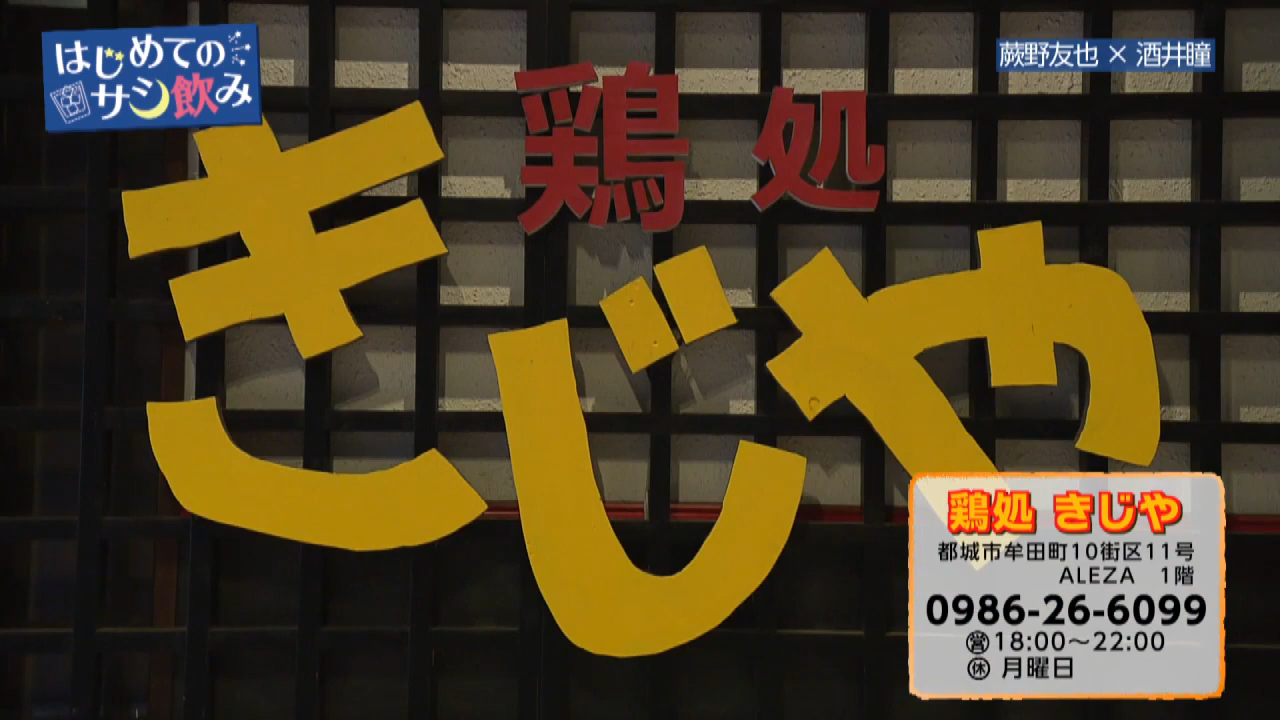 はじめての
サシ飲み
蕨野友也 × 酒井瞳
鶏処
きじや
鶏処 きじや
都城市牟田町10街区11号
ALEZA 1階
0986-26-6099
営18:00～22:00
休 月曜日